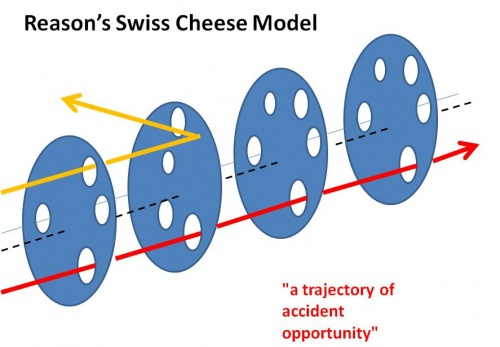 Reason's Swiss Cheese Model
"a trajectory of
accident
opportunity"